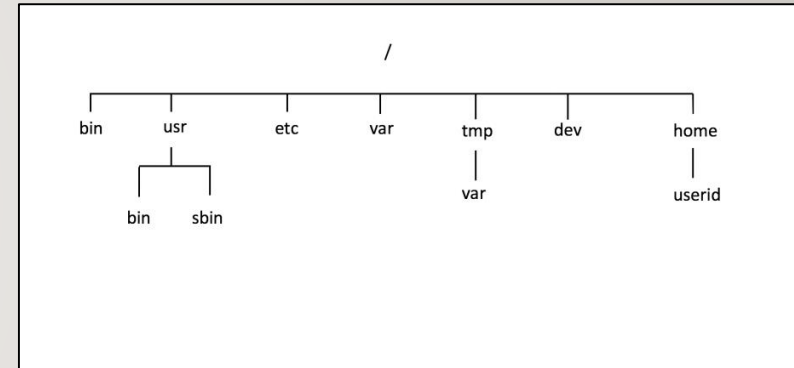 /
bin usr etc var tmp dev home
var userid
bin sbin